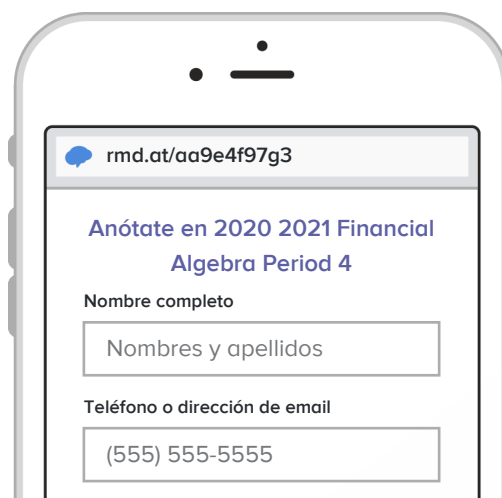 rmd.at/aa9e4f97g3
Anótate en 2020 2021 Financial
Algebra Period 4
Nombre completo
Nombres y apellidos
Teléfono o dirección de email
(555) 555-5555